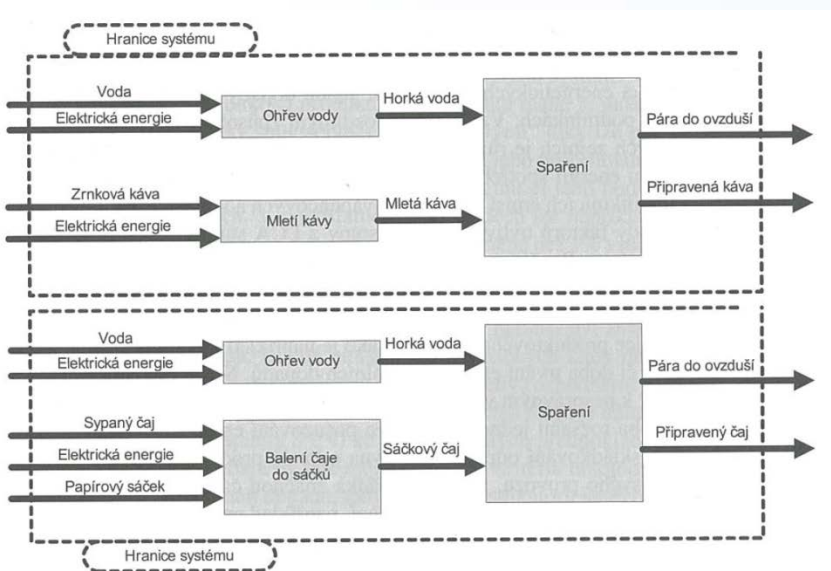 Hranice systému
Voda
Elektrická energie
Ohřev vody
Horká voda
Zrnková káva
Elektrická energie
Mletí kávy
Mletá káva
Spaření
Pára do ovzduší
Připravená káva
Voda
Elektrická energie
Ohřev vody
Horká voda
Sypaný čaj
Elektrická energie
Papírový sáček
Balení čaje
do sáčků
Sáčkový čaj
Spaření
Pára do ovzduší
Připravený čaj
Hranice systému